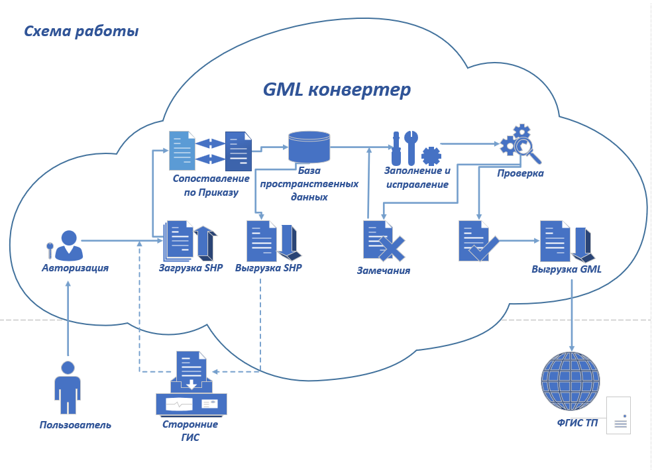 Схема работы
GML конвертер
Сопоставление
по Приказу
База
пространственных
данных
Заполнение и
исправление
Проверка
Авторизация
Загрузка SHP
Выгрузка SHP
Замечания
Выгрузка GML
Пользователь
Сторонние
ГИС
ФГИС ТП